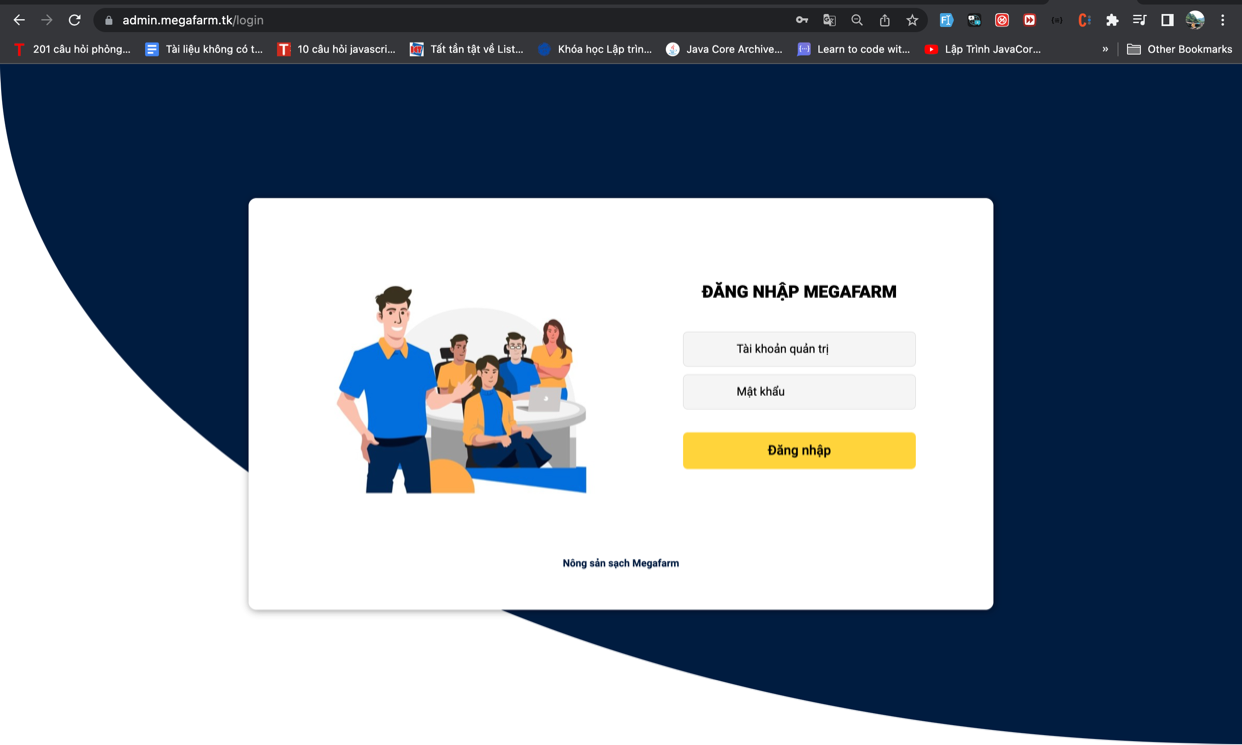 admin.megafarm.tk/login
201 câu hỏi phỏng...
Tài liệu không có t...
10 câu hỏi javascri...
Tất tần tật về List...
Khóa học Lập trìn...
Java Core Archive...
Learn to code wit...
Lập Trình JavaCor...
»
Other Bookmarks
ĐĂNG NHẬP MEGAFARM
Tài khoản quản trị
Mật khẩu
Đăng nhập
Nông sản sạch Megafarm